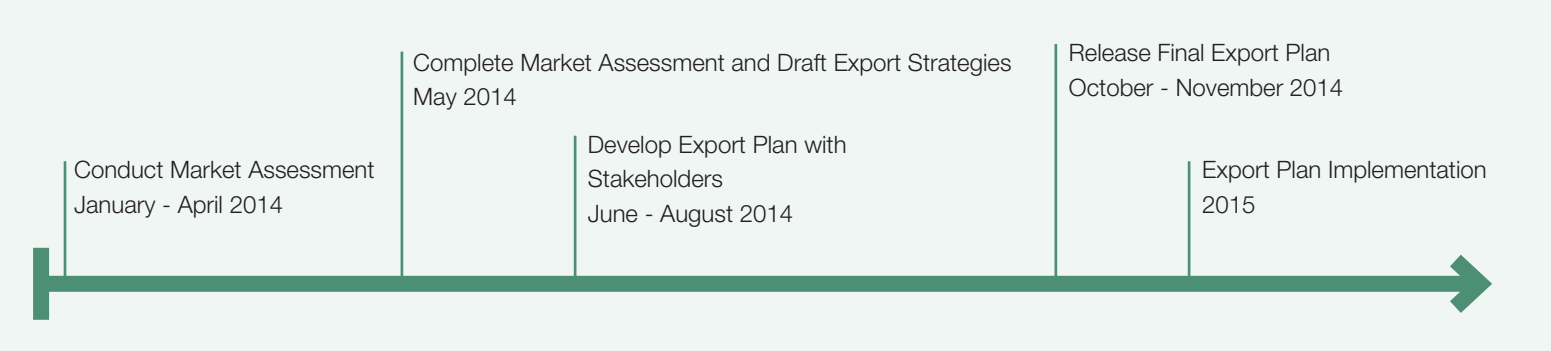 Conduct Market Assessment
January - April 2014
Complete Market Assessment and Draft Export Strategies
May 2014
Develop Export Plan with
Stakeholders
June - August 2014
Release Final Export Plan
October - November 2014
Export Plan Implementation
2015